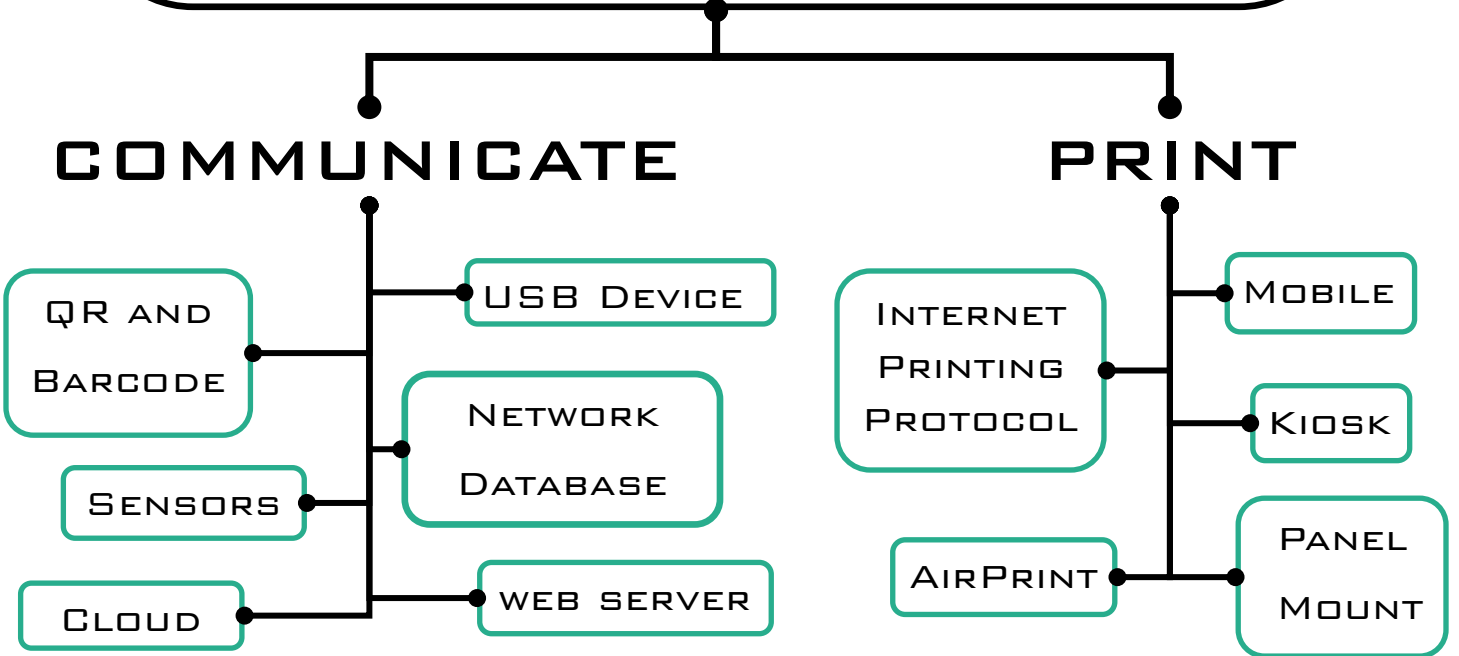 COMMUNICATE
QR AND
BARCODE
USB DEVICE
NETWORK
DATABASE
SENSORS
CLOUD
WEB SERVER
PRINT
INTERNET
PRINTING
PROTOCOL
MOBILE
KIOSK
AIRPRINT
PANEL
MOUNT